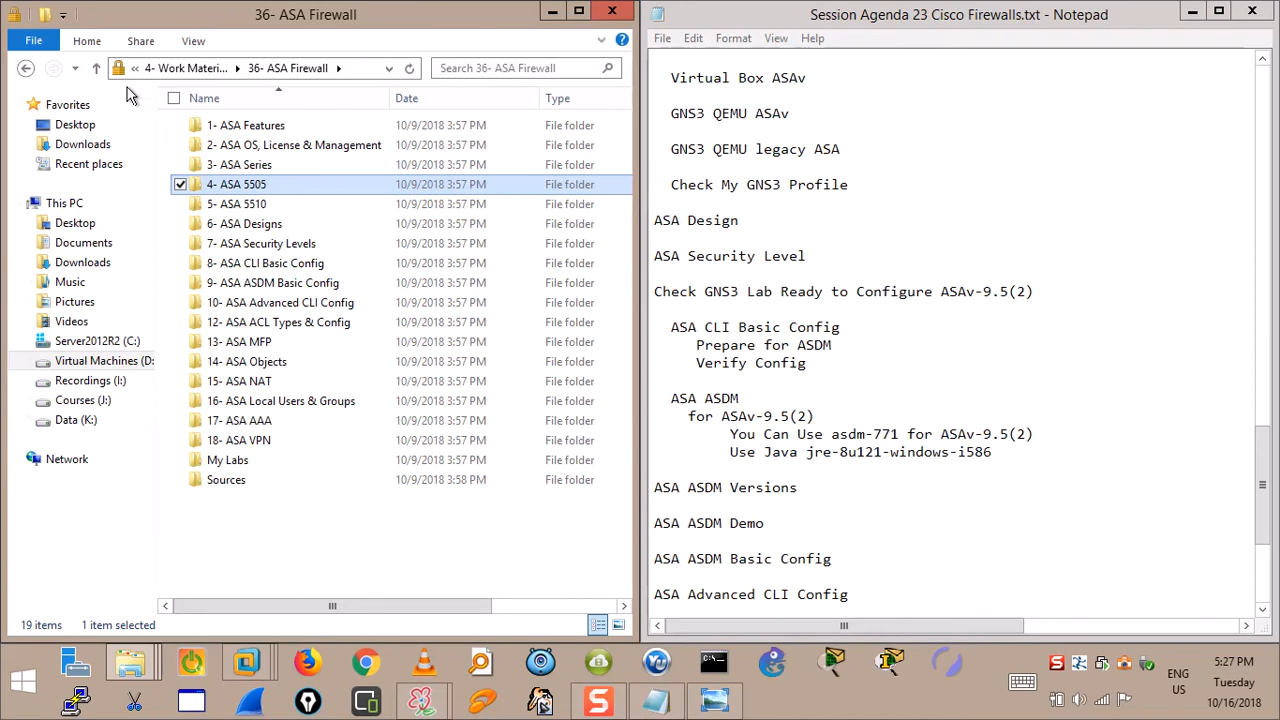 36- ASA Firewall
File
Home
Share
View
4- Work Materi...
36- ASA Firewall
Search 36- ASA Firewall
Name
Date
Type
Favorites
Desktop
Downloads
Recent places
This PC
Desktop
Documents
Downloads
Music
Pictures
Videos
Server2012R2 (C:)
Virtual Machines (D:
Recordings (I:)
Courses (J:)
Data (K:)
Network
1- ASA Features 10/9/2018 3:57 PM File folder
2- ASA OS, License & Management 10/9/2018 3:57 PM File folder
3- ASA Series 10/9/2018 3:57 PM File folder
4- ASA 5505 10/9/2018 3:57 PM File folder
5- ASA 5510 10/9/2018 3:57 PM File folder
6- ASA Designs 10/9/2018 3:57 PM File folder
7- ASA Security Levels 10/9/2018 3:57 PM File folder
8- ASA CLI Basic Config 10/9/2018 3:57 PM File folder
9- ASA ASDM Basic Config 10/9/2018 3:57 PM File folder
10- ASA Advanced CLI Config 10/9/2018 3:57 PM File folder
12- ASA ACL Types & Config 10/9/2018 3:57 PM File folder
13- ASA MFP 10/9/2018 3:57 PM File folder
14- ASA Objects 10/9/2018 3:57 PM File folder
15- ASA NAT 10/9/2018 3:57 PM File folder
16- ASA Local Users & Groups 10/9/2018 3:57 PM File folder
17- ASA AAA 10/9/2018 3:57 PM File folder
18- ASA VPN 10/9/2018 3:57 PM File folder
My Labs 10/9/2018 3:57 PM File folder
Sources 10/9/2018 3:58 PM File folder
19 items
1 item selected
Session Agenda 23 Cisco Firewalls.txt - Notepad
File Edit Format View Help
Virtual Box ASAv
GNS3 QEMU ASAv
GNS3 QEMU legacy ASA
Check My GNS3 Profile
ASA Design
ASA Security Level
Check GNS3 Lab Ready to Configure ASAv-9.5(2)
ASA CLI Basic Config
Prepare for ASDM
Verify Config
ASA ASDM
for ASAv-9.5(2)
You Can Use asdm-771 for ASAv-9.5(2)
Use Java jre-8u121-windows-i586
ASA ASDM Versions
ASA ASDM Demo
ASA ASDM Basic Config
ASA Advanced CLI Config
ENG
US
5:27 PM
Tuesday
10/16/2018